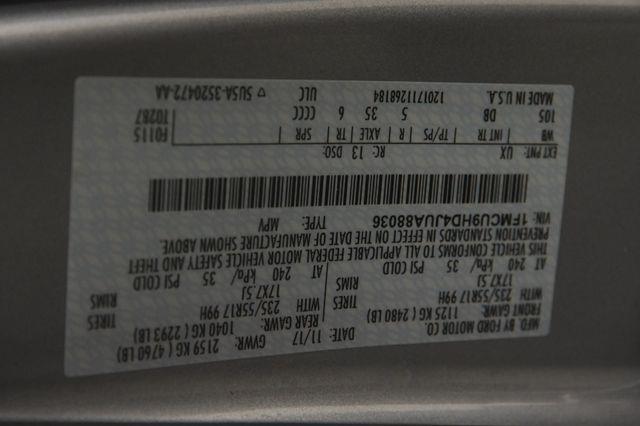 MFD. BY FORD MOTOR CO.
DATE: 11/17 GVWR: 2159 KG ( 4760 LB)
FRONT GAWR: 1125 KG ( 2480 LB) REAR GAWR: 1040 KG ( 2293 LB)
WITH 235/55R17 99H TIRES WITH 235/55R17 99H TIRES
17X7.5J RIMS 17X7.5J RIMS
AT 240 kPa/ 35 PSI COLD AT 240 kPa/ 35 PSI COLD
THIS VEHICLE CONFORMS TO ALL APPLICABLE FEDERAL MOTOR VEHICLE SAFETY AND THEFT
PREVENTION STANDARDS IN EFFECT ON THE DATE OF MANUFACTURE SHOWN ABOVE.
VIN: 1FMCU9HD4JUA88036 TYPE: MPV
EXT PNT: UX RC: 13 DSO:
WB INT TR TP/PS R AXLE TR SPR F0115
105 DB 5 35 6 CCCC T0287
MADE IN U.S.A. 1201711268184 ULC ▽ 5U5A-3520472-AA